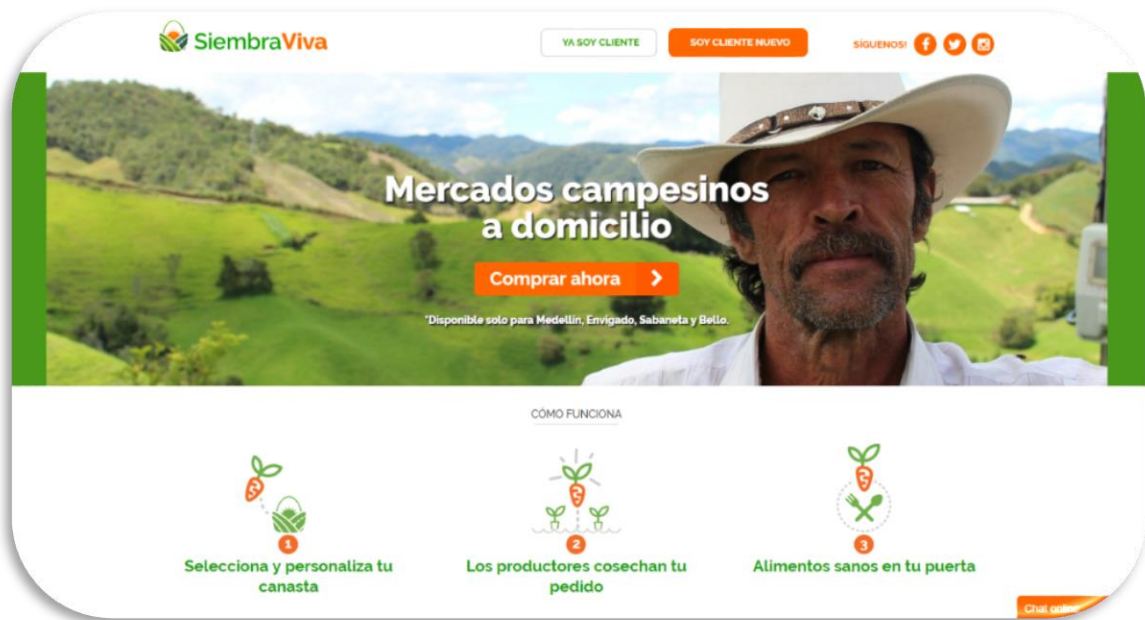 SiembraViva
YA SOY CLIENTE
SOY CLIENTE NUEVO
SÍGUENOS!
Mercados campesinos
a domicilio
Comprar ahora
*Disponible solo para Medellín, Envigado, Sabaneta y Bello.
CÓMO FUNCIONA
1
Selecciona y personaliza tu
canasta
2
Los productores cosechan tu
pedido
3
Alimentos sanos en tu puerta
Chat online